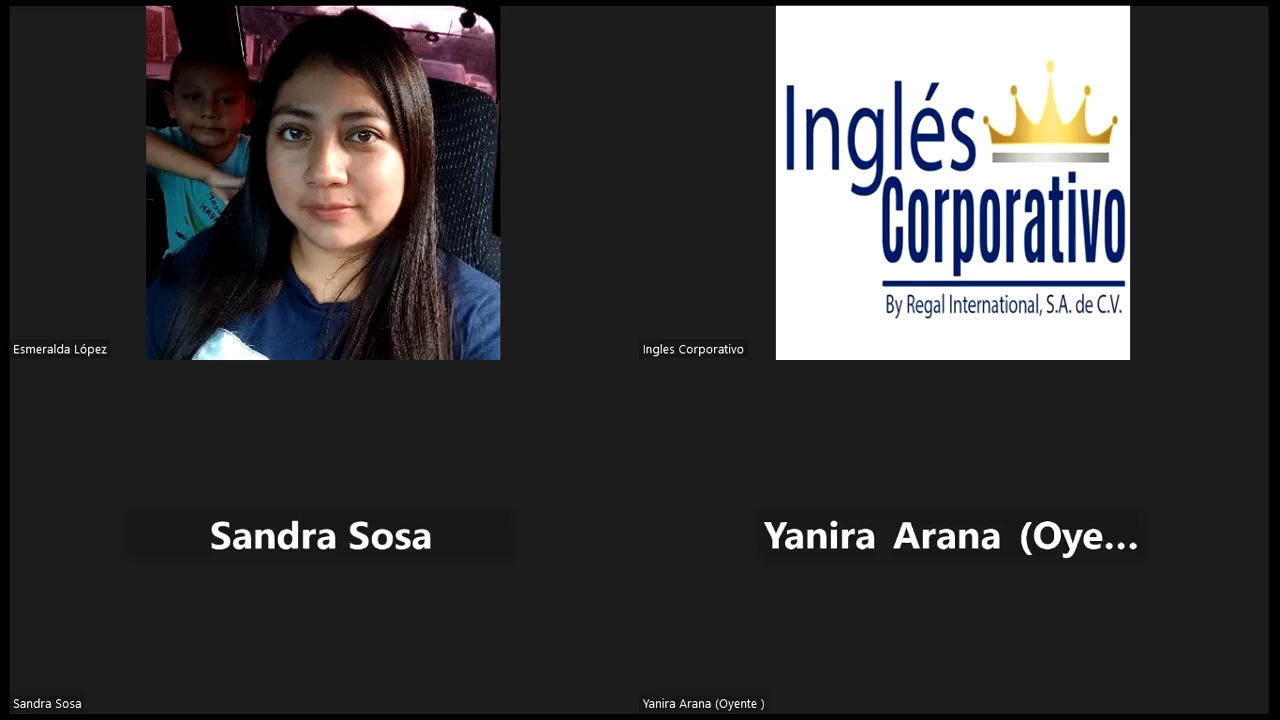 Inglés
Corporativo
By Regal International, S.A. de C.V.
Esmeralda López
Ingles Corporativo
Sandra Sosa
Yanira Arana (Oye...
Sandra Sosa
Yanira Arana (Oyente )